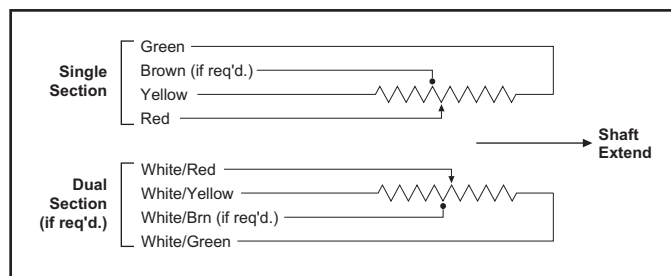 Single
Section
Green
Brown (if req'd.)
Yellow
Red
Shaft
Extend
Dual
Section
(if req'd.)
White/Red
White/Yellow
White/Brn (if req'd.)
White/Green